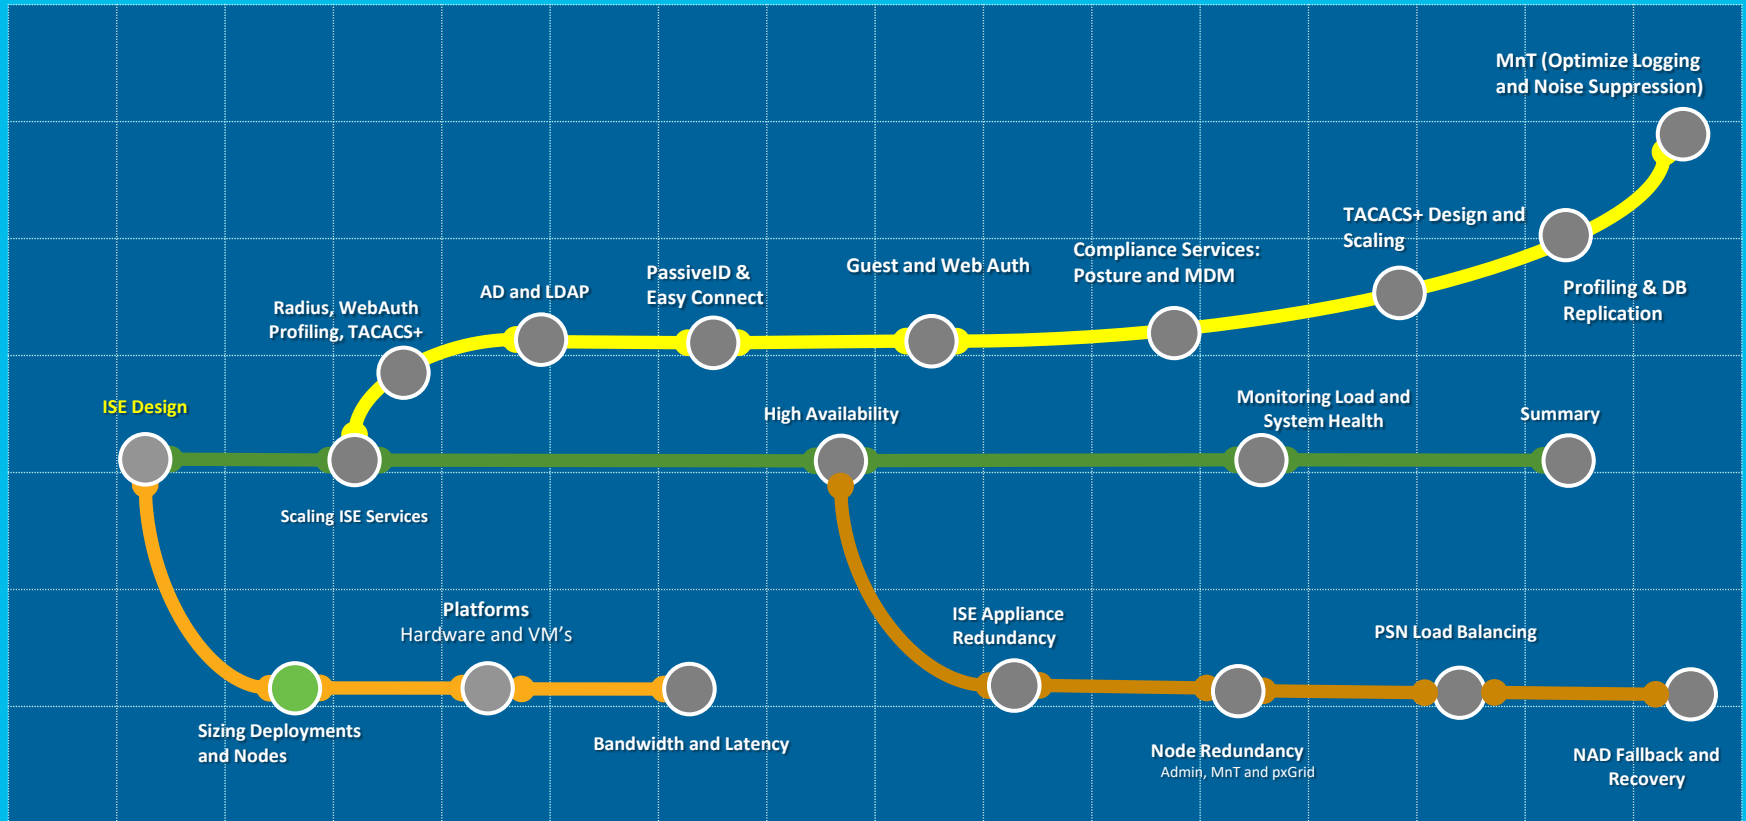 MnT (Optimize Logging
and Noise Suppression)
TACACS+ Design and
Scaling
Compliance Services:
Posture and MDM
Guest and Web Auth
PassiveID &
Easy Connect
AD and LDAP
Radius, WebAuth
Profiling, TACACS+
Profiling & DB
Replication
ISE Design
High Availability
Monitoring Load and
System Health
Summary
Scaling ISE Services
Platforms
Hardware and VM's
ISE Appliance
Redundancy
PSN Load Balancing
Sizing Deployments
and Nodes
Bandwidth and Latency
Node Redundancy
Admin, MnT and pxGrid
NAD Fallback and
Recovery